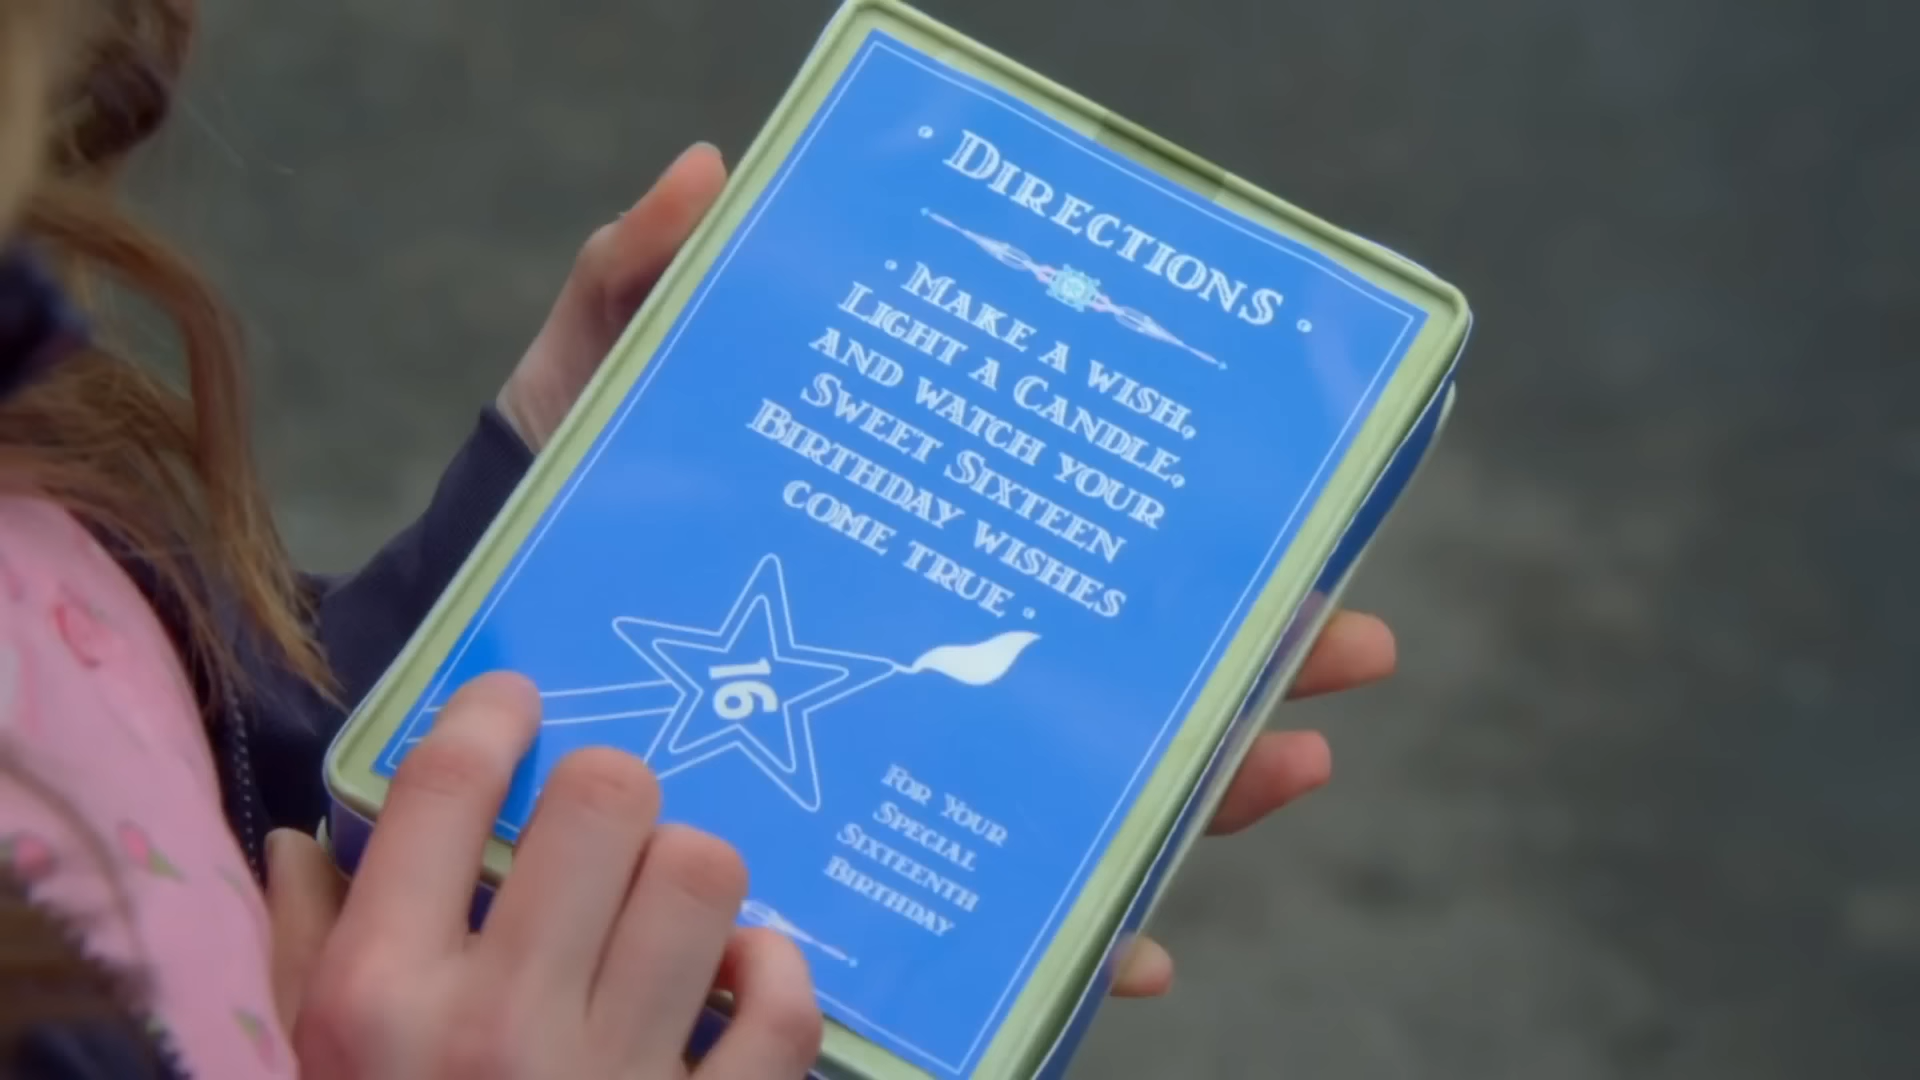 · DIRECTIONS ·
· MAKE A WISH,
LIGHT A CANDLE,
AND WATCH YOUR
SWEET SIXTEEN
BIRTHDAY WISHES
COME TRUE ·
16
FOR YOUR
SPECIAL
SIXTEENTH
BIRTHDAY